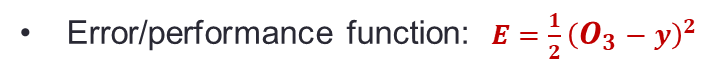 • Error/performance function: E = 1/2 (O₃ − y)²